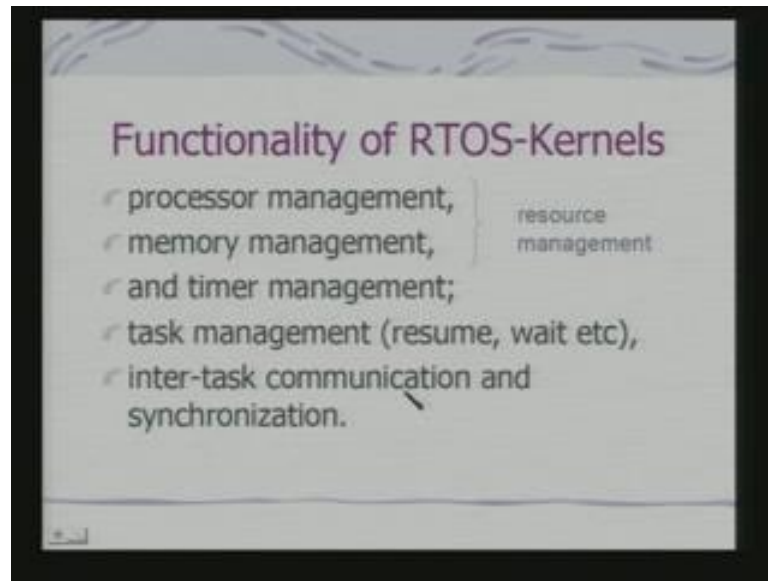 Functionality of RTOS-Kernels
processor management,
memory management,
resource
management
and timer management;
task management (resume, wait etc),
inter-task communication and
synchronization.